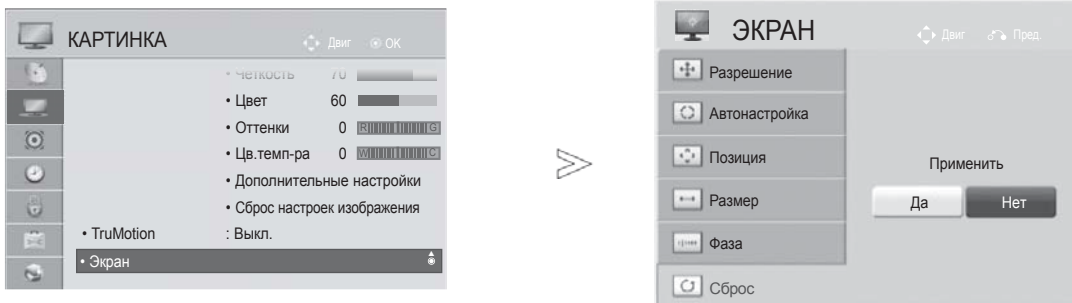 КАРТИНКА
Двиг ОК
• Четкость 70
• Цвет 60
• Оттенки 0 R G
• Цв.темп-ра 0 W C
• Дополнительные настройки
• Сброс настроек изображения
• TruMotion : Выкл.
• Экран
ЭКРАН
Двиг Пред.
Разрешение
Автонастройка
Позиция
Размер
Фаза
Сброс
Применить
Да Нет